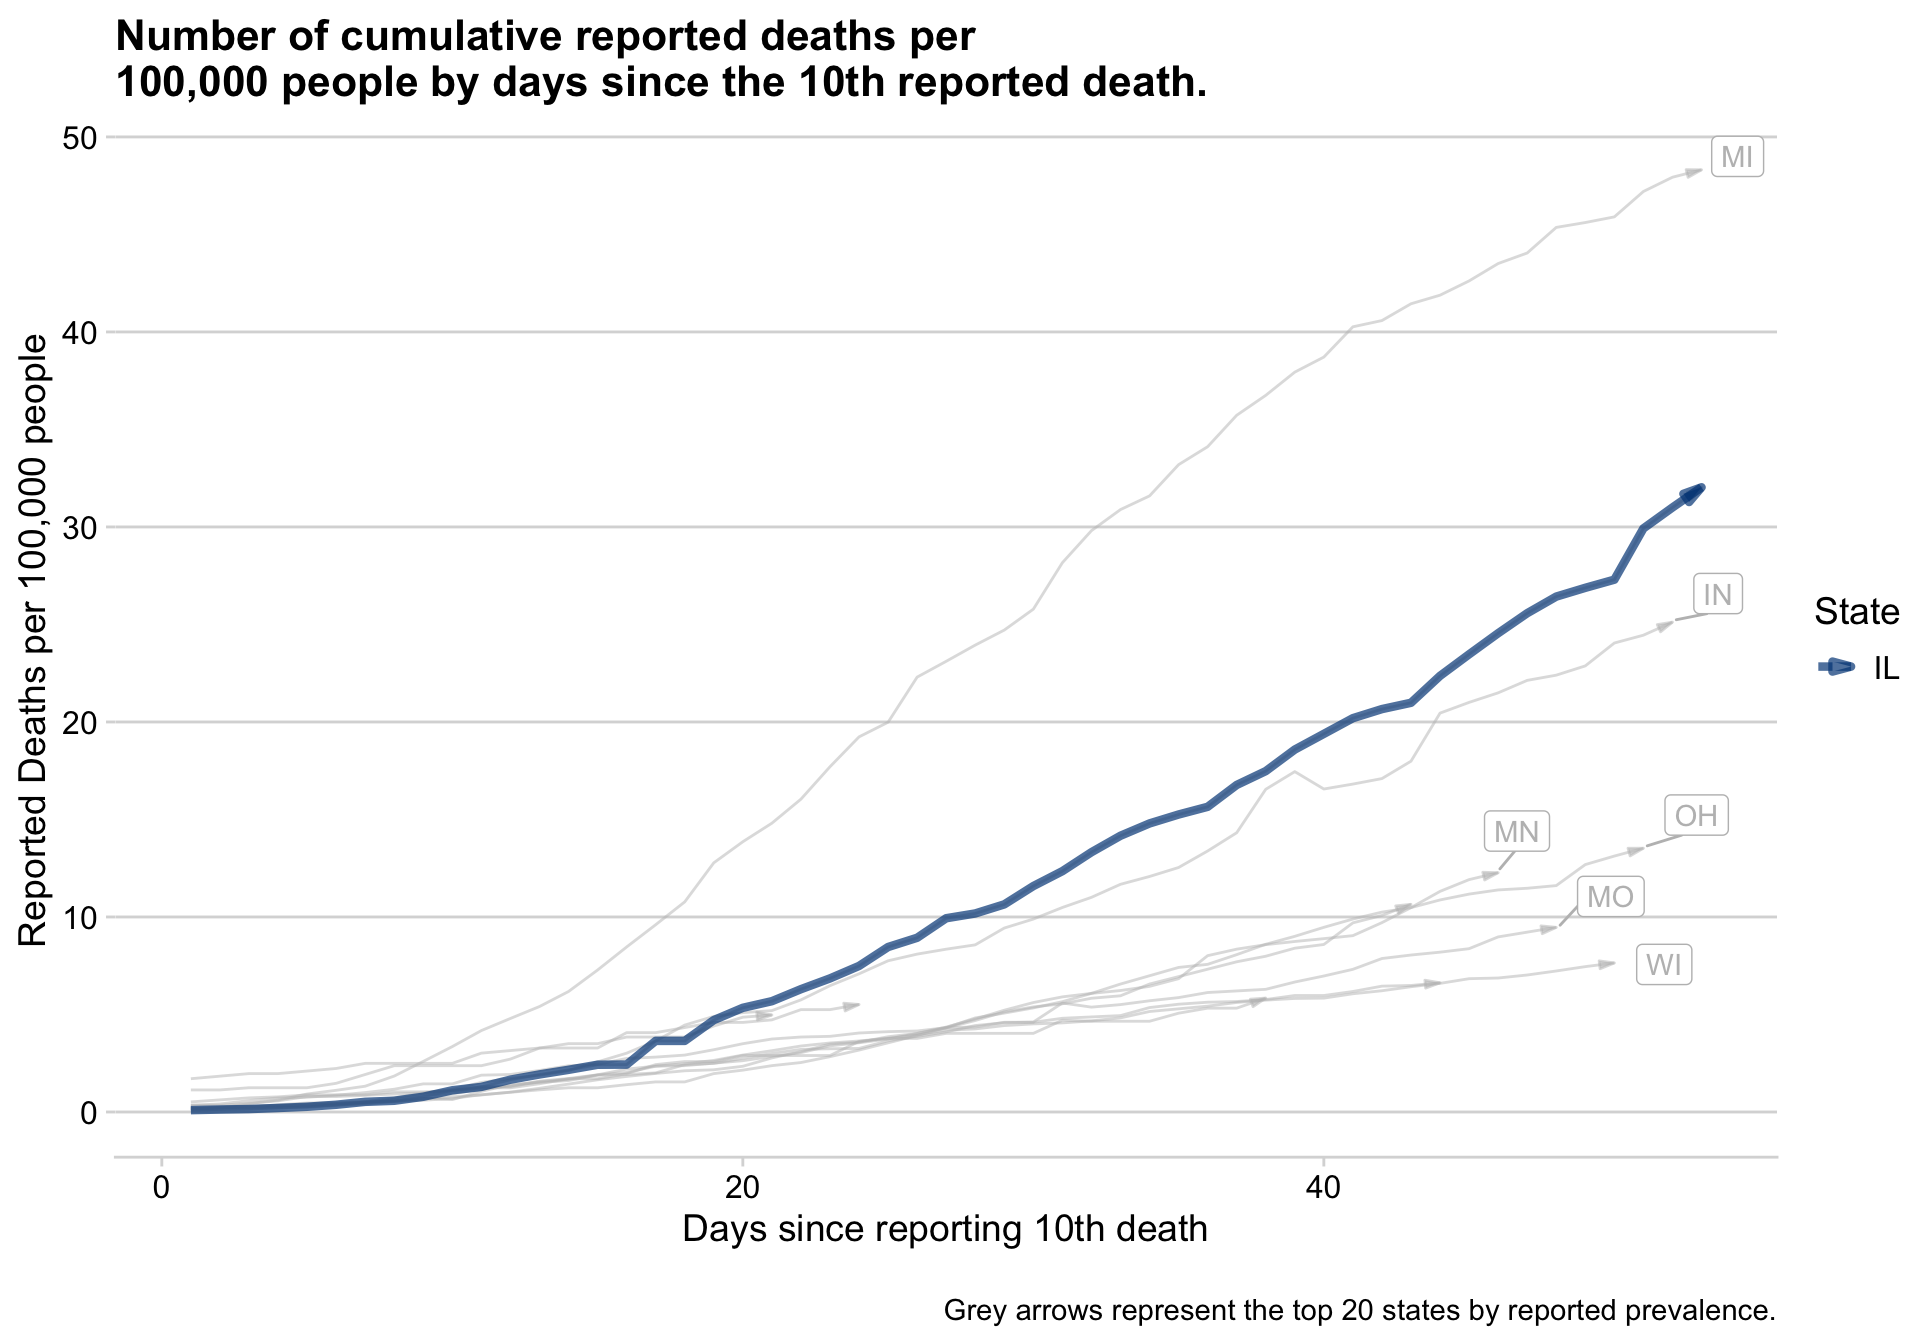 Number of cumulative reported deaths per
100,000 people by days since the 10th reported death.
Reported Deaths per 100,000 people
50
40
30
20
10
0
MI
IN
OH
MN
MO
WI
State
IL
0
20
40
Days since reporting 10th death
Grey arrows represent the top 20 states by reported prevalence.